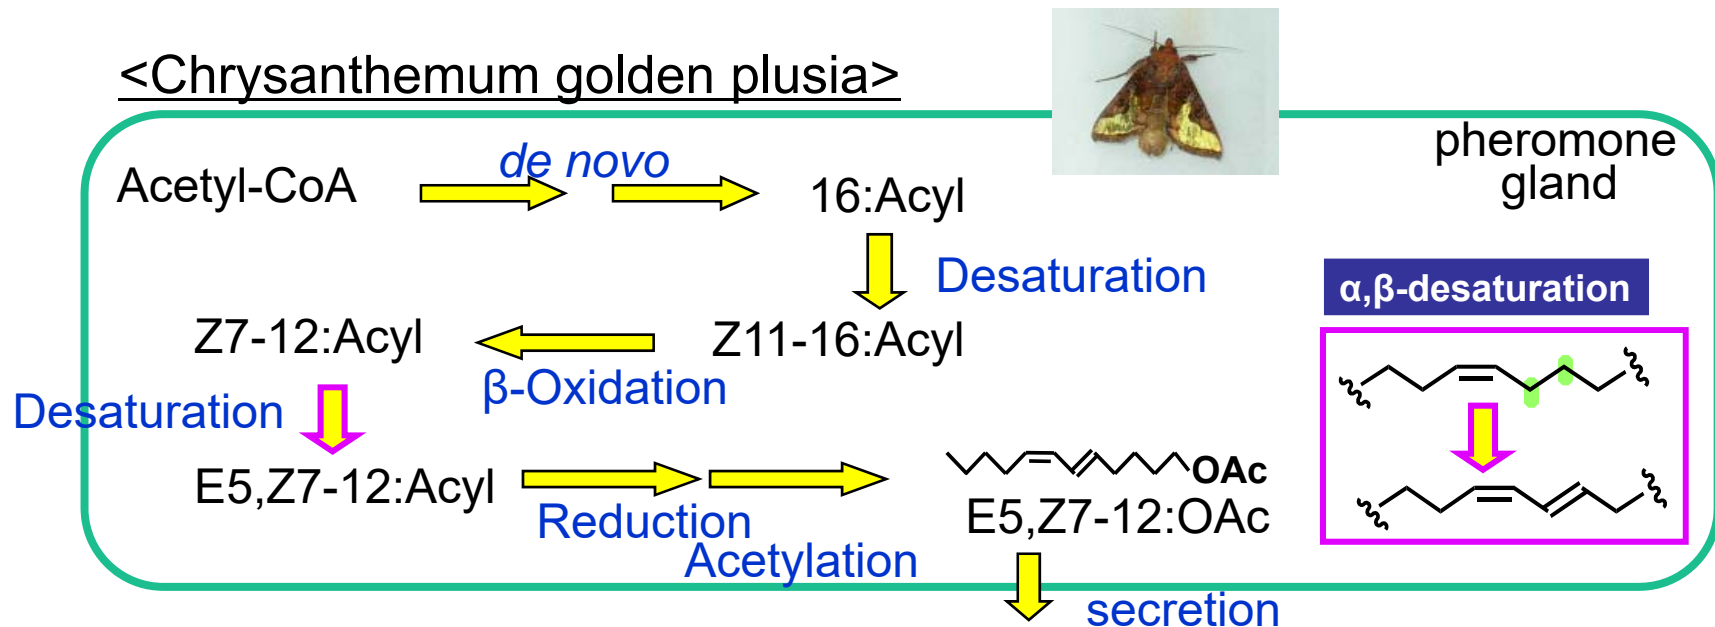 <Chrysanthemum golden plusia>
pheromone
gland
de novo
Acetyl-CoA
16:Acyl
Desaturation
α,β-desaturation
Z7-12:Acyl
Z11-16:Acyl
β-Oxidation
Desaturation
E5,Z7-12:Acyl
OAc
E5,Z7-12:OAc
Reduction
Acetylation
secretion